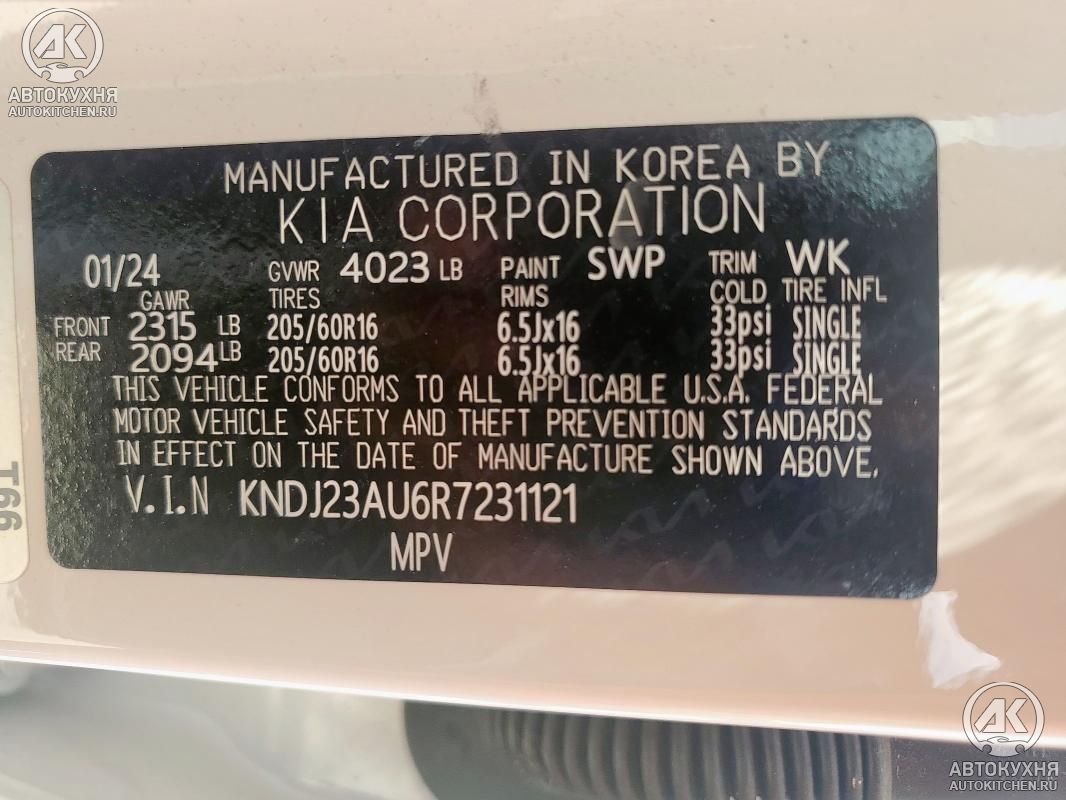 AK
АВТОКУХНЯ
AUTOKITCHEN.RU
MANUFACTURED IN KOREA BY
KIA CORPORATION
01/24 GVWR 4023 LB PAINT SWP TRIM WK
GAWR TIRES RIMS COLD TIRE INFL
FRONT 2315 LB 205/60R16 6.5Jx16 33psi SINGLE
REAR 2094 LB 205/60R16 6.5Jx16 33psi SINGLE
THIS VEHICLE CONFORMS TO ALL APPLICABLE U.S.A. FEDERAL
MOTOR VEHICLE SAFETY AND THEFT PREVENTION STANDARDS
IN EFFECT ON THE DATE OF MANUFACTURE SHOWN ABOVE.
V.I.N KNDJ23AU6R7231121
MPV
T66
AK
АВТОКУХНЯ
AUTOKITCHEN.RU